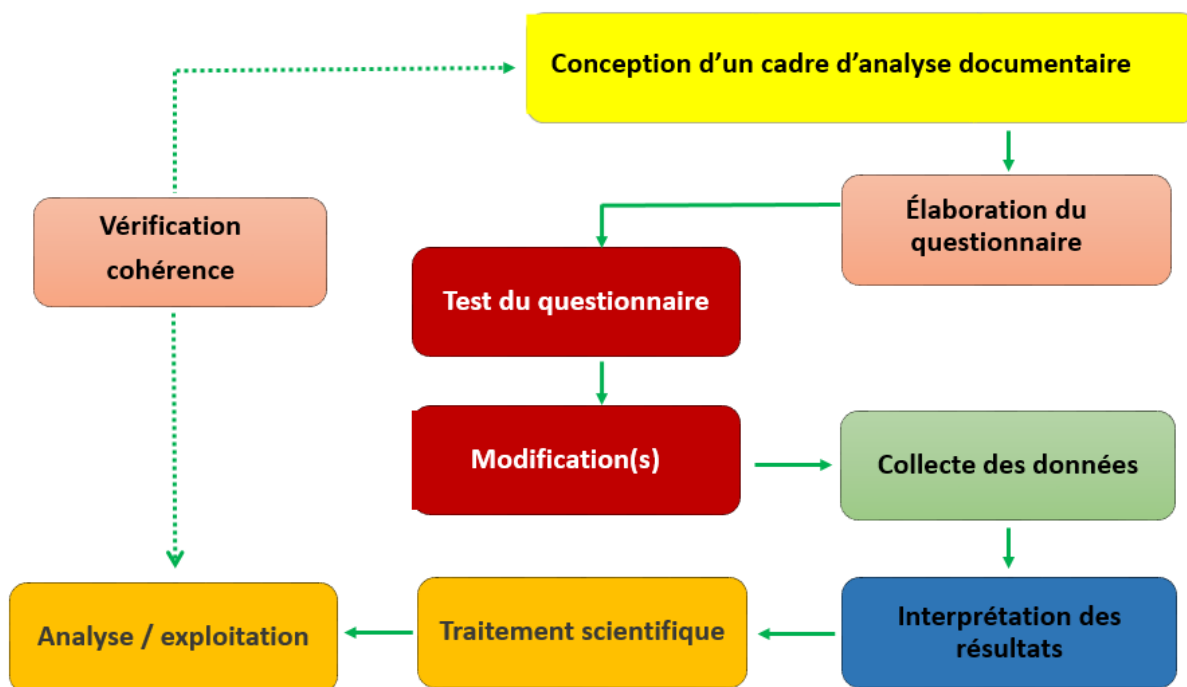 Conception d’un cadre d’analyse documentaire
Vérification
cohérence
Élaboration du
questionnaire
Test du questionnaire
Modification(s)
Collecte des données
Analyse / exploitation
Traitement scientifique
Interprétation des
résultats